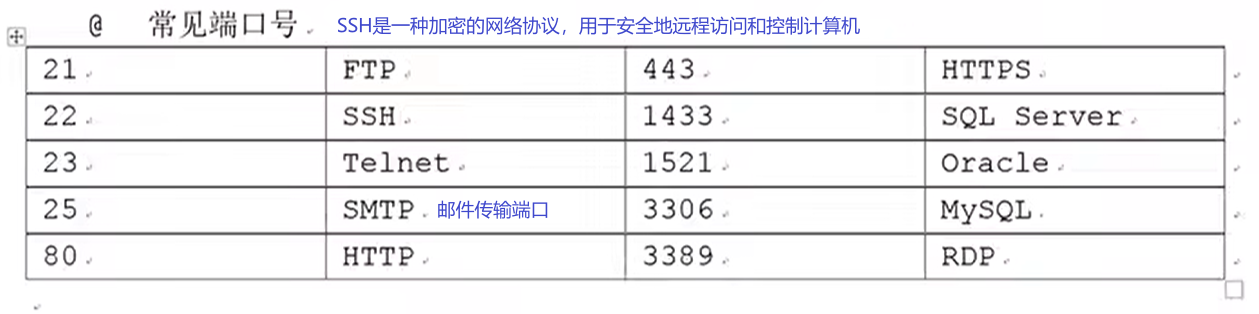 @ 常见端口号 SSH是一种加密的网络协议，用于安全地远程访问和控制计算机
21 FTP 443 HTTPS
22 SSH 1433 SQL Server
23 Telnet 1521 Oracle
25 SMTP 邮件传输端口 3306 MySQL
80 HTTP 3389 RDP